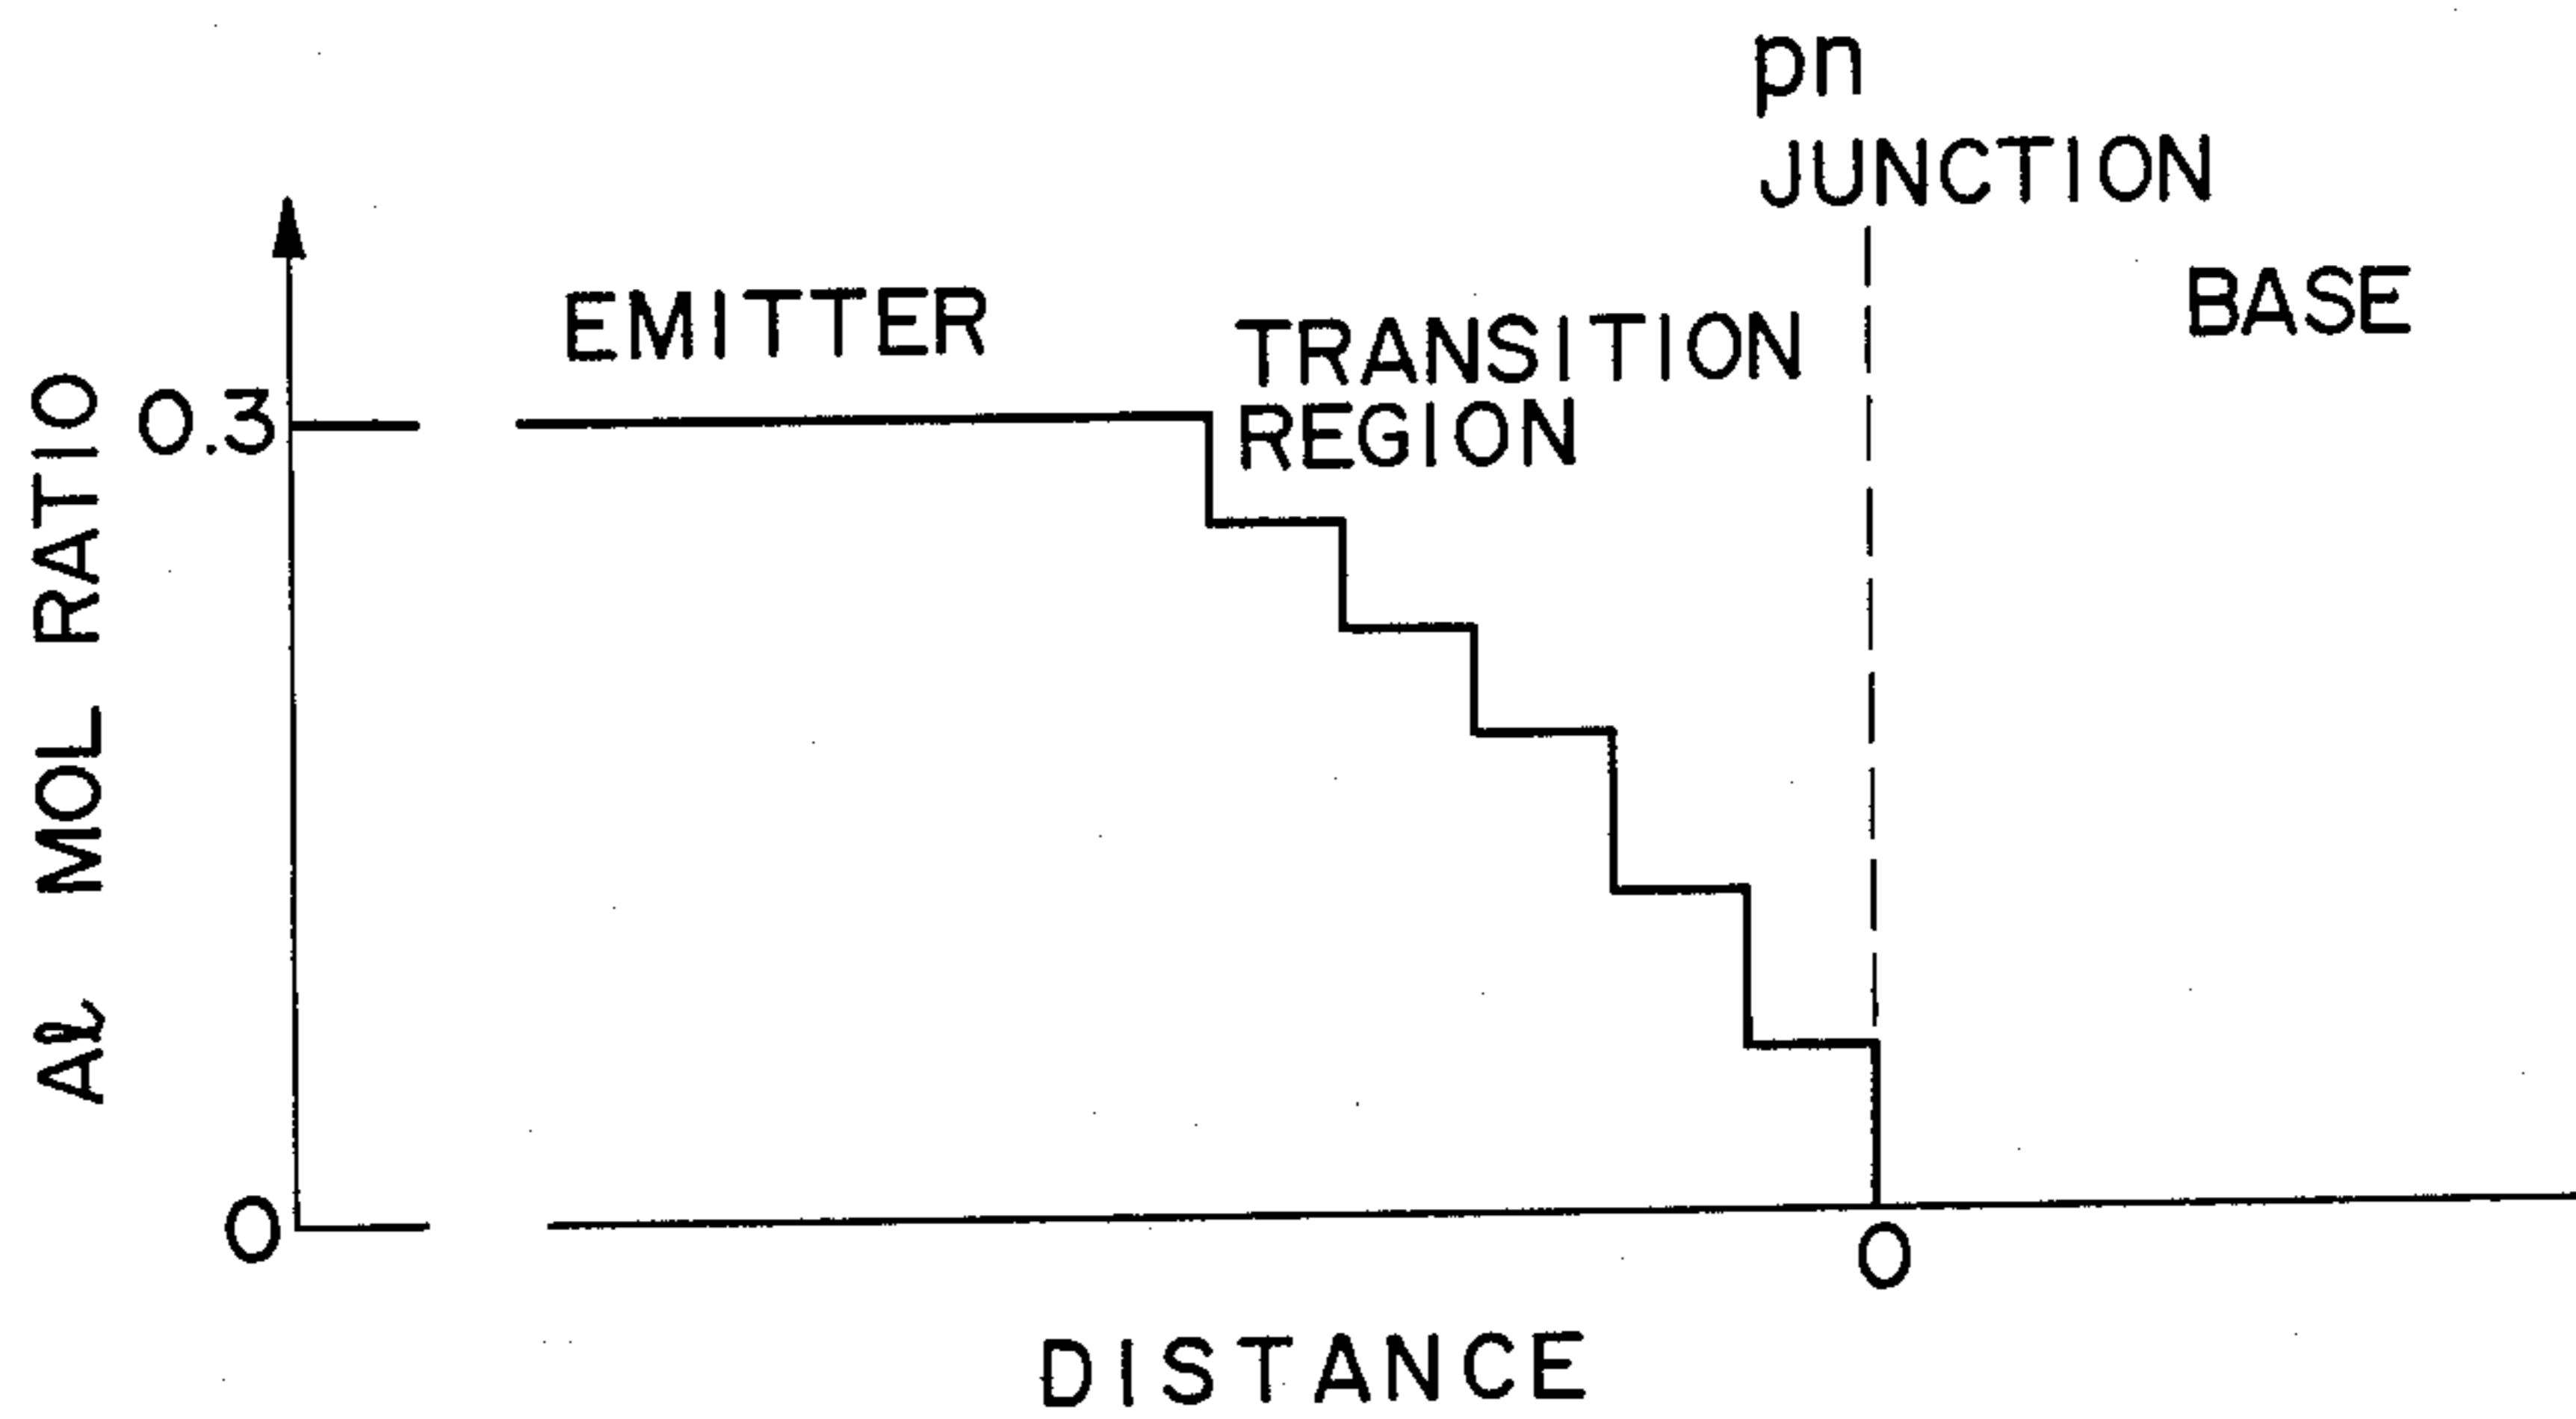 pn
JUNCTION
BASE
EMITTER
TRANSITION
REGION
0.3
Aℓ MOL RATIO
0
0
DISTANCE